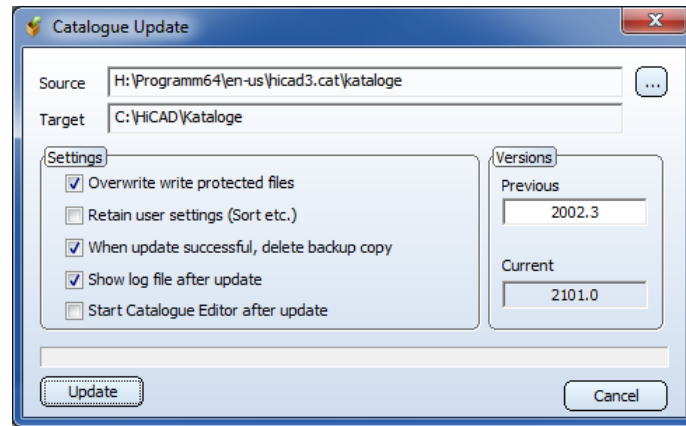 Catalogue Update
Source H:\Programm64\en-us\hicad3.cat\kataloge ...
Target C:\HiCAD\Kataloge
Settings
Overwrite write protected files
Retain user settings (Sort etc.)
When update successful, delete backup copy
Show log file after update
Start Catalogue Editor after update
Versions
Previous
2002.3
Current
2101.0
Update
Cancel